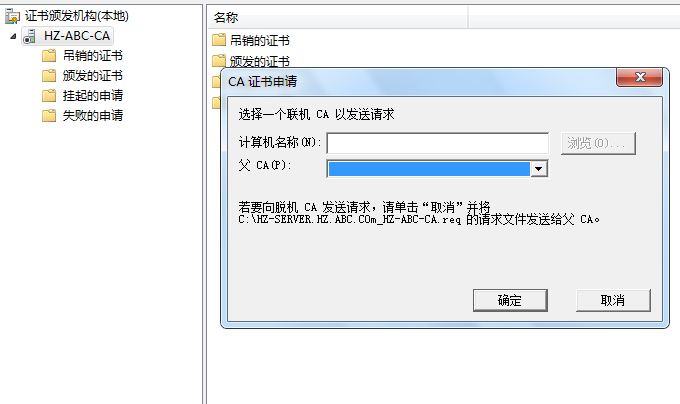 证书颁发机构(本地)
HZ-ABC-CA
吊销的证书
颁发的证书
挂起的申请
失败的申请
名称
吊销的证书
颁发的证书
CA 证书申请
选择一个联机 CA 以发送请求
计算机名称(N):
浏览(O)...
父 CA(P):
若要向脱机 CA 发送请求，请单击“取消”并将
C:\HZ-SERVER.HZ.ABC.COm_HZ-ABC-CA.req 的请求文件发送给父 CA。
确定
取消